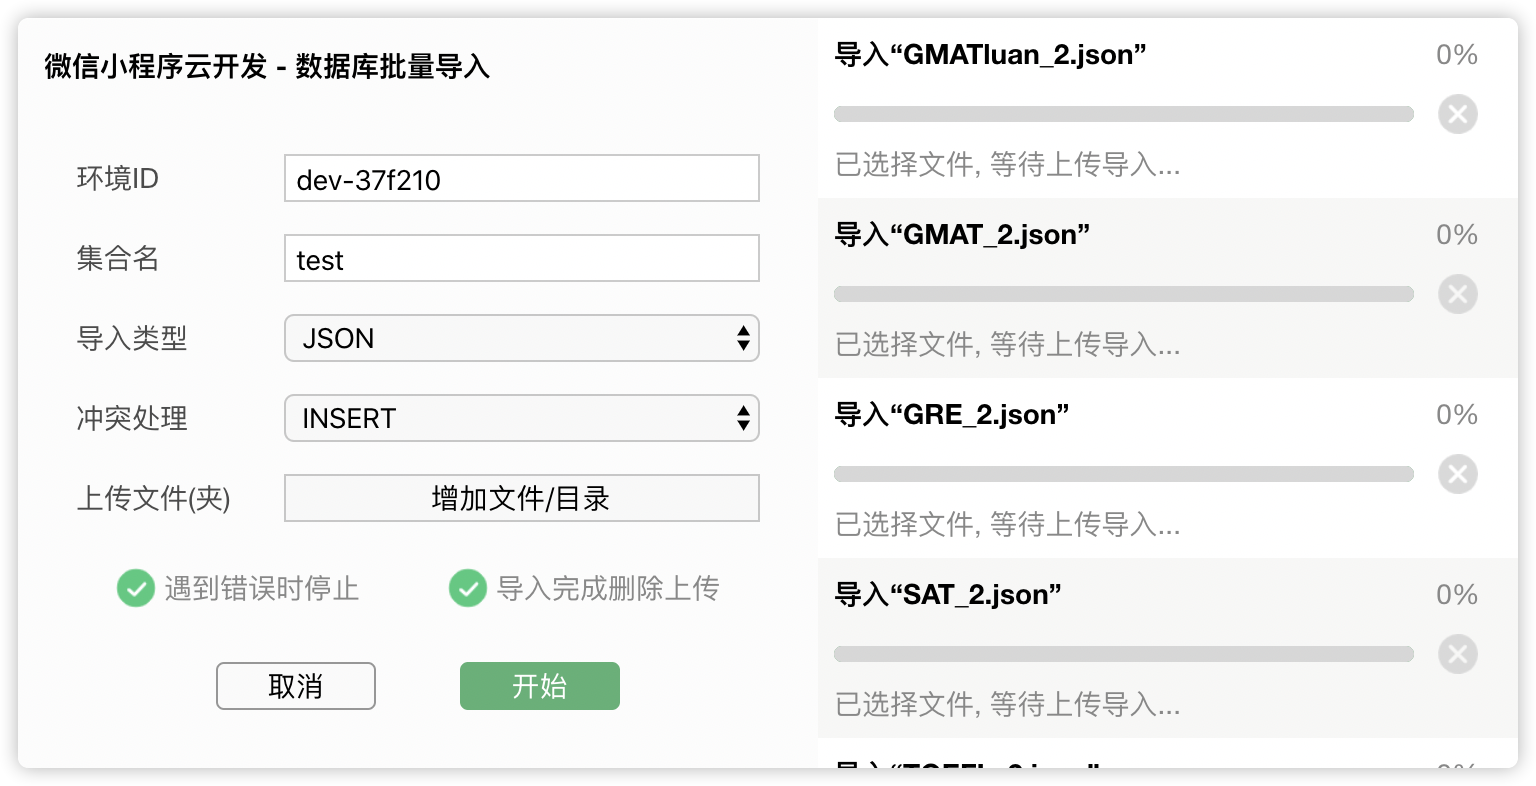 微信小程序云开发 - 数据库批量导入
环境ID
dev-37f210
集合名
test
导入类型
JSON
冲突处理
INSERT
上传文件(夹)
增加文件/目录
遇到错误时停止
导入完成删除上传
取消
开始
导入“GMATluan_2.json”
0%
已选择文件, 等待上传导入...
导入“GMAT_2.json”
0%
已选择文件, 等待上传导入...
导入“GRE_2.json”
0%
已选择文件, 等待上传导入...
导入“SAT_2.json”
0%
已选择文件, 等待上传导入...